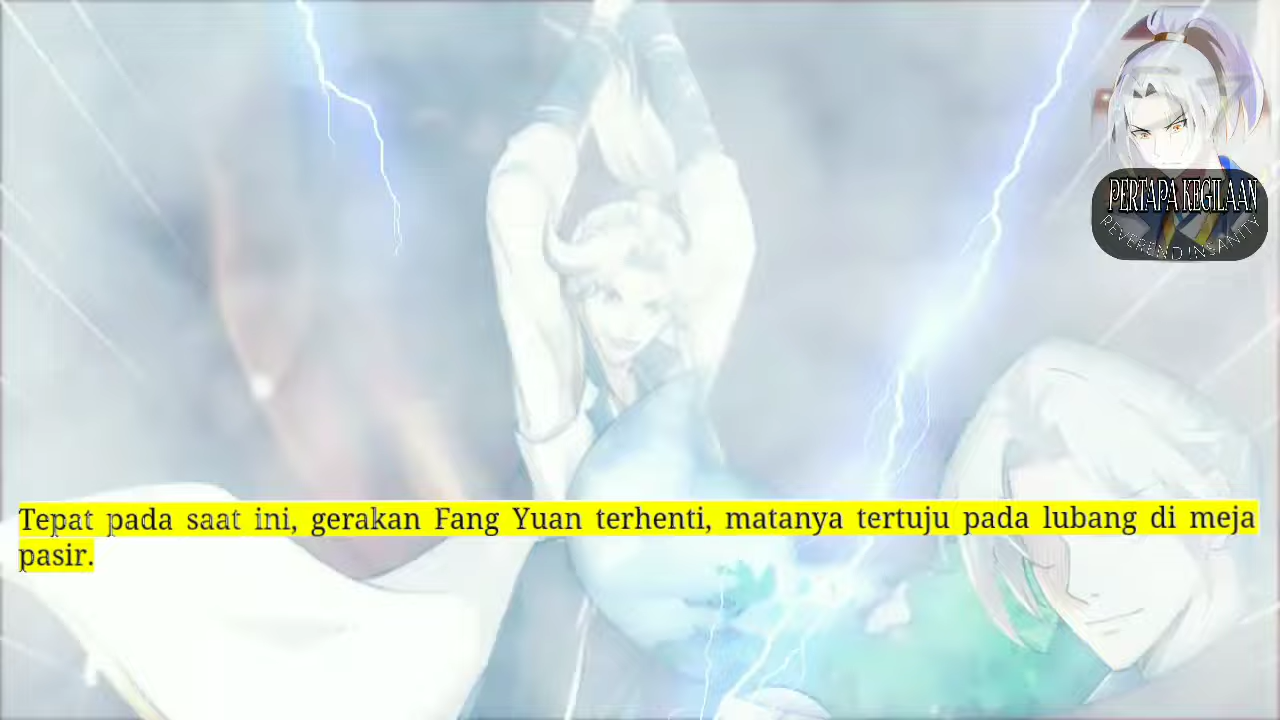 PERTAPA KEGILAAN
REVEREND INSANITY
Tepat pada saat ini, gerakan Fang Yuan terhenti, matanya tertuju pada lubang di meja
pasir.